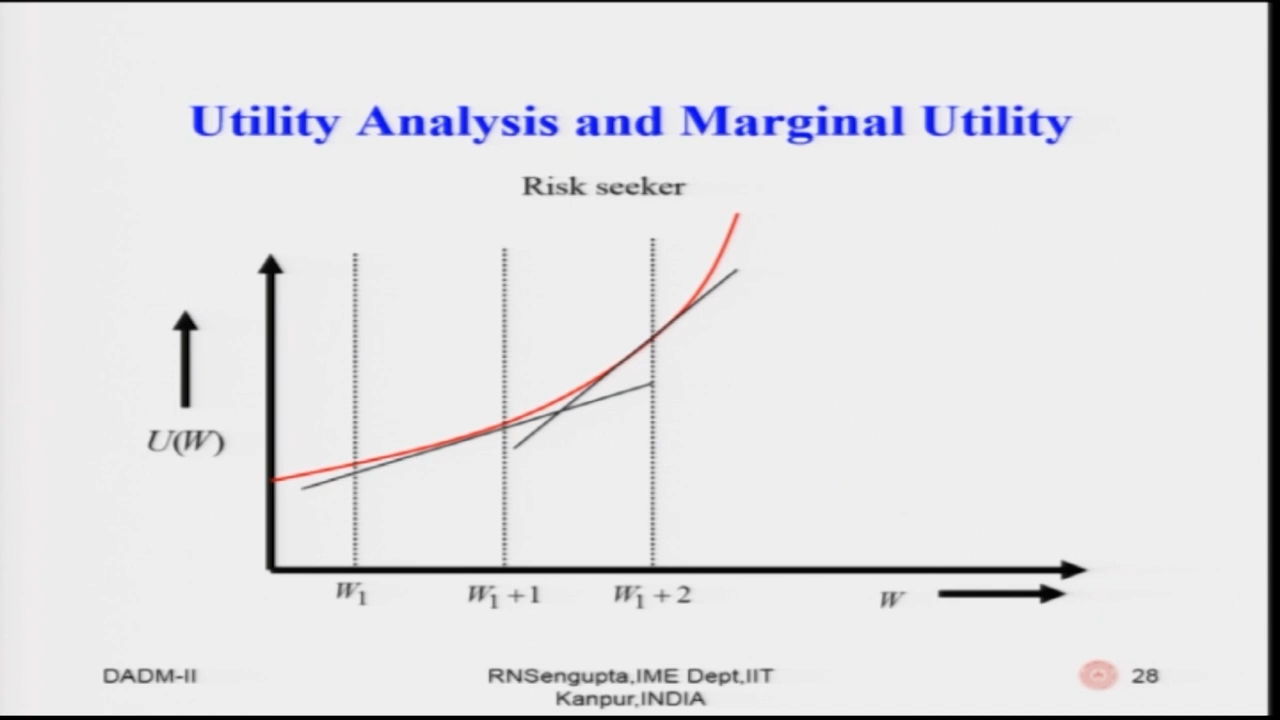 Utility Analysis and Marginal Utility
Risk seeker
U(W)
W1 W1 + 1 W1 + 2 W
DADM-II RNSengupta,IME Dept,IIT 28
Kanpur,INDIA